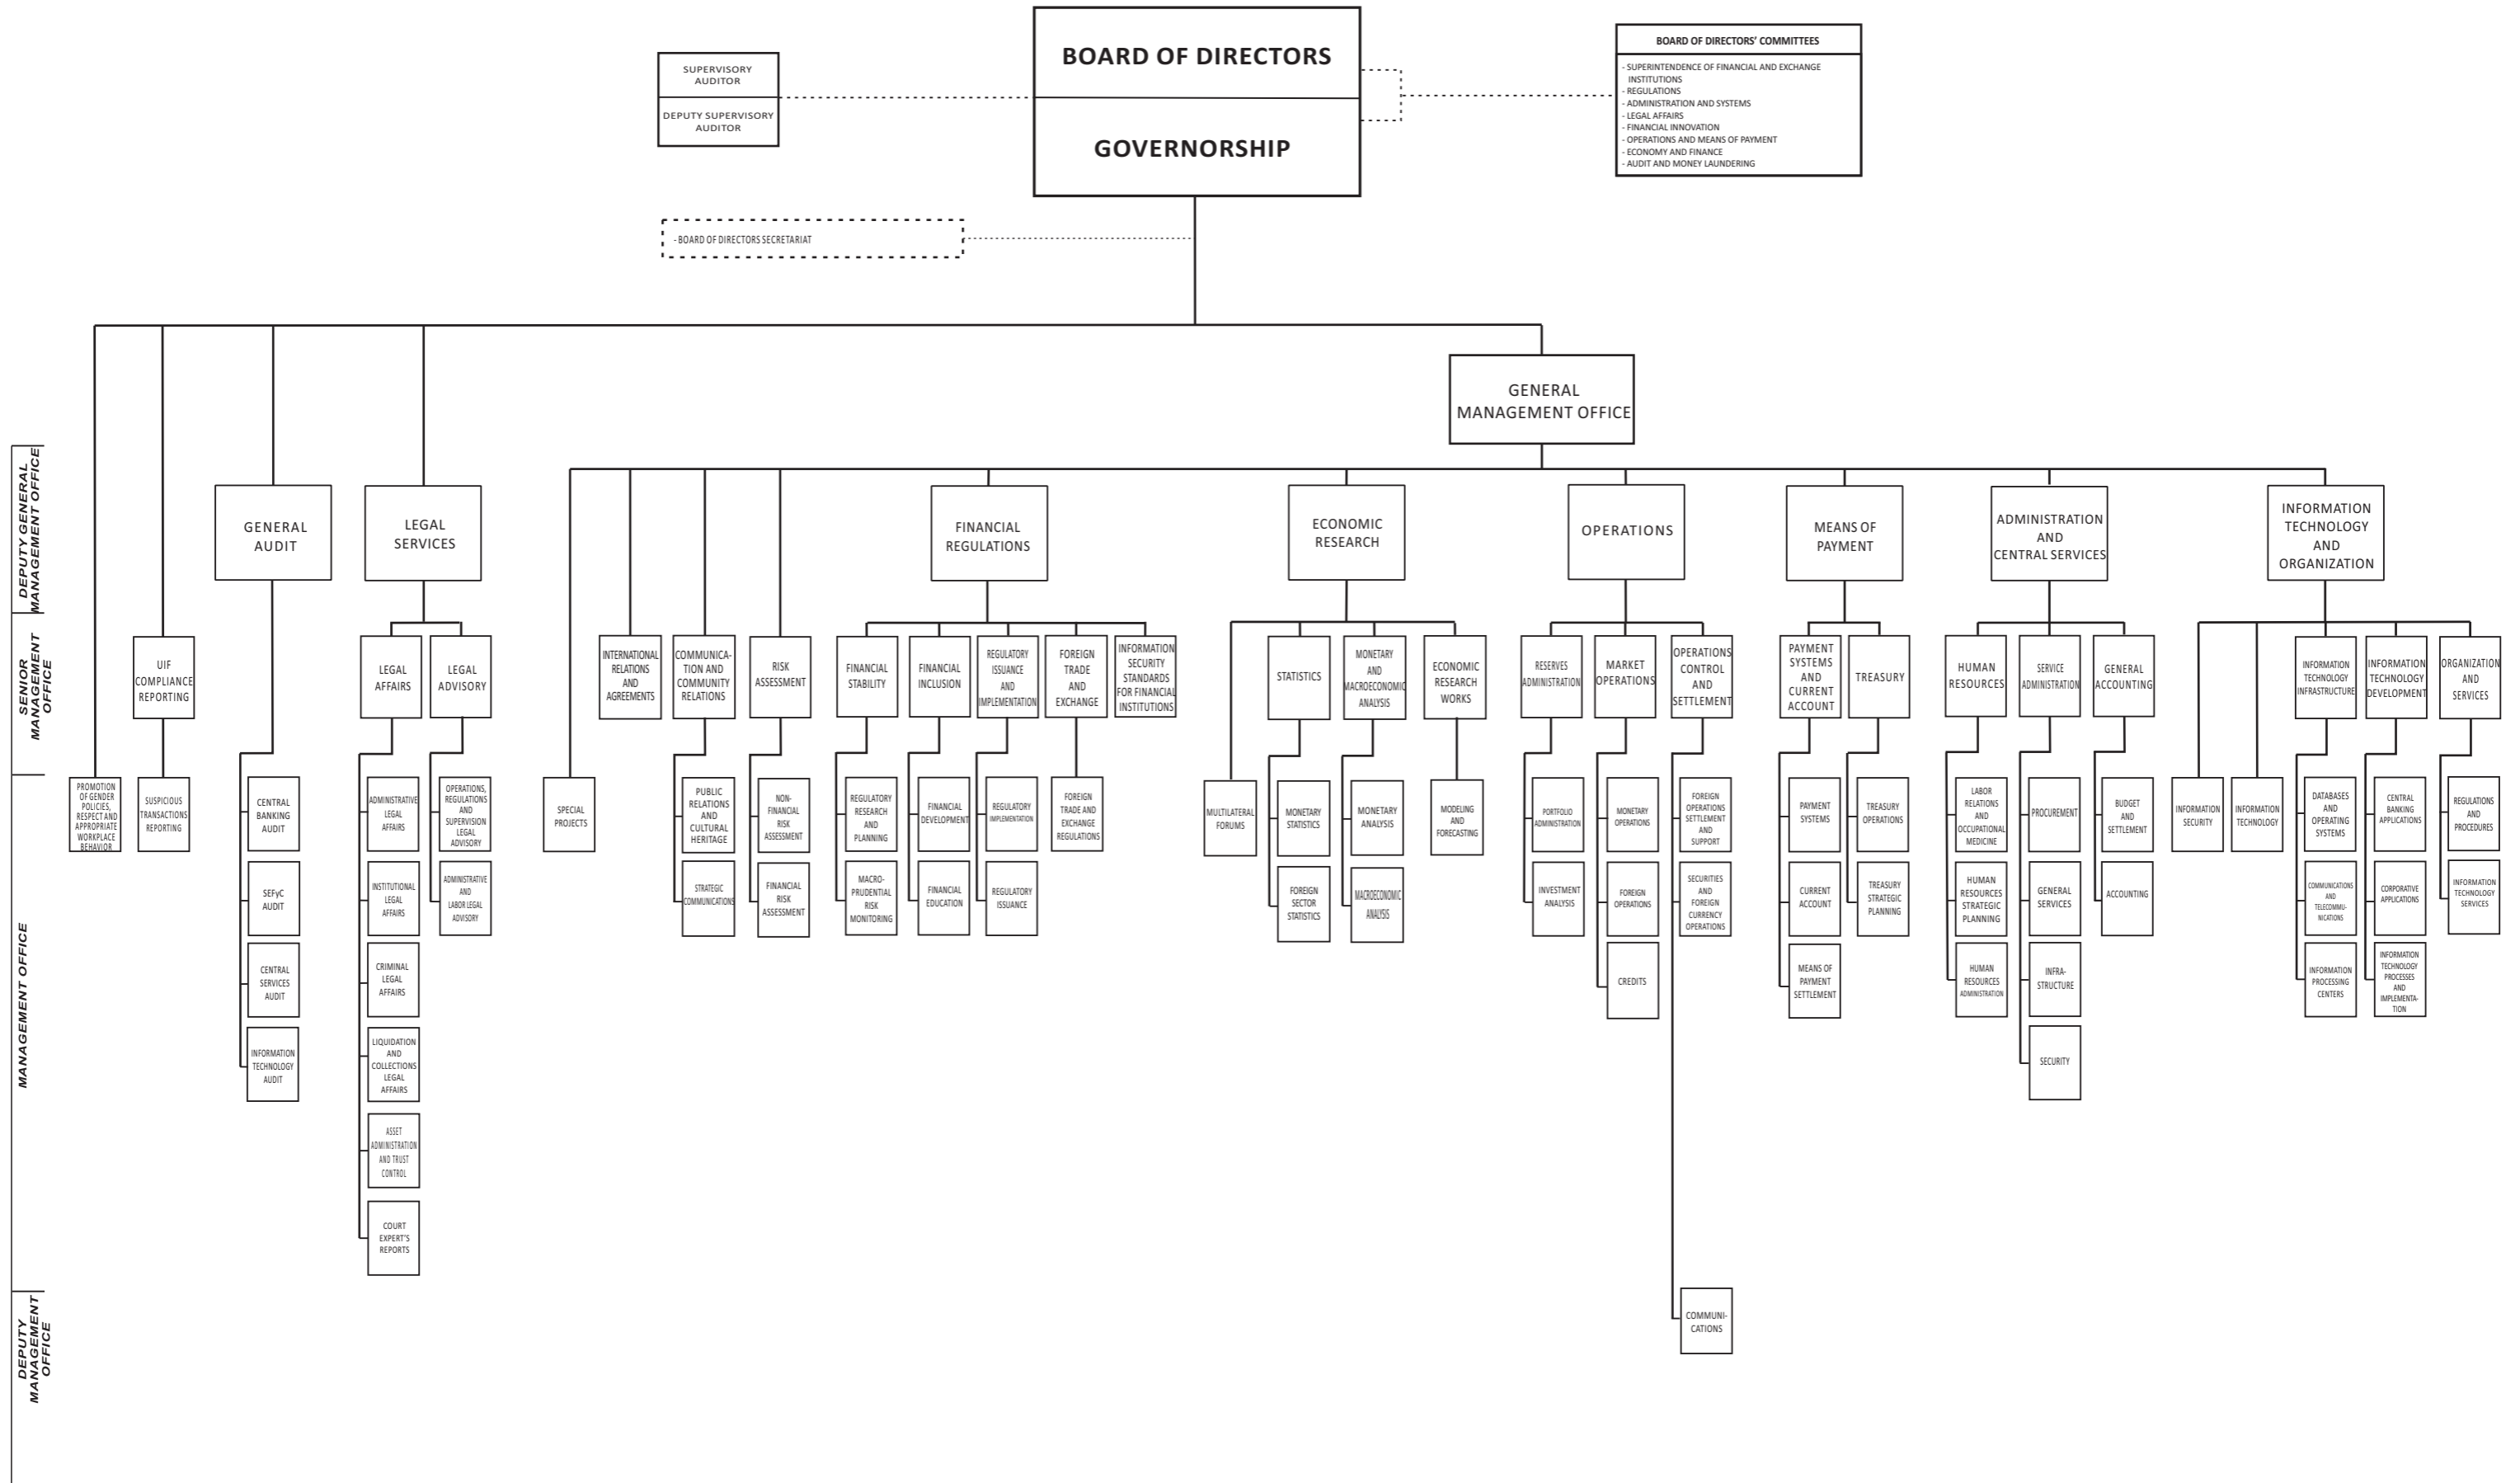 BOARD OF DIRECTORS
GOVERNORSHIP
SUPERVISORY
AUDITOR
DEPUTY SUPERVISORY
AUDITOR
BOARD OF DIRECTORS' COMMITTEES
- SUPERINTENDENCE OF FINANCIAL AND EXCHANGE
INSTITUTIONS
- REGULATIONS
- ADMINISTRATION AND SYSTEMS
- LEGAL AFFAIRS
- FINANCIAL INNOVATION
- OPERATIONS AND MEANS OF PAYMENT
- ECONOMY AND FINANCE
- AUDIT AND MONEY LAUNDERING
- BOARD OF DIRECTORS SECRETARIAT
GENERAL
MANAGEMENT OFFICE
DEPUTY GENERAL
MANAGEMENT OFFICE
GENERAL
AUDIT
LEGAL
SERVICES
FINANCIAL
REGULATIONS
ECONOMIC
RESEARCH
OPERATIONS
MEANS OF
PAYMENT
ADMINISTRATION
AND
CENTRAL SERVICES
INFORMATION
TECHNOLOGY
AND
ORGANIZATION
SENIOR
MANAGEMENT
OFFICE
UIF
COMPLIANCE
REPORTING
LEGAL
AFFAIRS
LEGAL
ADVISORY
INTERNATIONAL
RELATIONS
AND
AGREEMENTS
COMMUNICA-
TION AND
COMMUNITY
RELATIONS
RISK
ASSESSMENT
FINANCIAL
STABILITY
FINANCIAL
INCLUSION
REGULATORY
ISSUANCE
AND
IMPLEMENTATION
FOREIGN
TRADE
AND
EXCHANGE
INFORMATION
SECURITY
STANDARDS
FOR FINANCIAL
INSTITUTIONS
STATISTICS
MONETARY
AND
MACROECONOMIC
ANALYSIS
ECONOMIC
RESEARCH
WORKS
RESERVES
ADMINISTRATION
MARKET
OPERATIONS
OPERATIONS
CONTROL
AND
SETTLEMENT
PAYMENT
SYSTEMS
AND
CURRENT
ACCOUNT
TREASURY
HUMAN
RESOURCES
SERVICE
ADMINISTRATION
GENERAL
ACCOUNTING
INFORMATION
TECHNOLOGY
INFRASTRUCTURE
INFORMATION
TECHNOLOGY
DEVELOPMENT
ORGANIZATION
AND
SERVICES
MANAGEMENT OFFICE
PROMOTION
OF GENDER
POLICIES,
RESPECT AND
APPROPRIATE
WORKPLACE
BEHAVIOR
SUSPICIOUS
TRANSACTIONS
REPORTING
CENTRAL
BANKING
AUDIT
SEFyC
AUDIT
CENTRAL
SERVICES
AUDIT
INFORMATION
TECHNOLOGY
AUDIT
ADMINISTRATIVE
LEGAL
AFFAIRS
INSTITUTIONAL
LEGAL
AFFAIRS
CRIMINAL
LEGAL
AFFAIRS
LIQUIDATION
AND
COLLECTIONS
LEGAL
AFFAIRS
ASSET
ADMINISTRATION
AND TRUST
CONTROL
COURT
EXPERT'S
REPORTS
OPERATIONS,
REGULATIONS
AND
SUPERVISION
LEGAL
ADVISORY
ADMINISTRATIVE
AND
LABOR LEGAL
ADVISORY
SPECIAL
PROJECTS
PUBLIC
RELATIONS
AND
CULTURAL
HERITAGE
STRATEGIC
COMMUNICATIONS
NON-
FINANCIAL
RISK
ASSESSMENT
FINANCIAL
RISK
ASSESSMENT
REGULATORY
RESEARCH
AND
PLANNING
MACRO-
PRUDENTIAL
RISK
MONITORING
FINANCIAL
DEVELOPMENT
FINANCIAL
EDUCATION
REGULATORY
IMPLEMENTATION
REGULATORY
ISSUANCE
FOREIGN
TRADE AND
EXCHANGE
REGULATIONS
MULTILATERAL
FORUMS
MONETARY
STATISTICS
FOREIGN
SECTOR
STATISTICS
MONETARY
ANALYSIS
MACROECONOMIC
ANALYSIS
MODELING
AND
FORECASTING
PORTFOLIO
ADMINISTRATION
INVESTMENT
ANALYSIS
MONETARY
OPERATIONS
FOREIGN
OPERATIONS
CREDITS
FOREIGN
OPERATIONS
SETTLEMENT
AND
SUPPORT
SECURITIES
AND
FOREIGN
CURRENCY
OPERATIONS
PAYMENT
SYSTEMS
CURRENT
ACCOUNT
MEANS OF
PAYMENT
SETTLEMENT
TREASURY
OPERATIONS
TREASURY
STRATEGIC
PLANNING
LABOR
RELATIONS
AND
OCCUPATIONAL
MEDICINE
HUMAN
RESOURCES
STRATEGIC
PLANNING
HUMAN
RESOURCES
ADMINISTRATION
PROCUREMENT
GENERAL
SERVICES
INFRA-
STRUCTURE
SECURITY
BUDGET
AND
SETTLEMENT
ACCOUNTING
INFORMATION
SECURITY
INFORMATION
TECHNOLOGY
DATABASES
AND
OPERATING
SYSTEMS
COMMUNICATIONS
AND
TELECOMMU-
NICATIONS
INFORMATION
PROCESSING
CENTERS
CENTRAL
BANKING
APPLICATIONS
CORPORATIVE
APPLICATIONS
INFORMATION
TECHNOLOGY
PROCESSES
AND
IMPLEMENTA-
TION
REGULATIONS
AND
PROCEDURES
INFORMATION
TECHNOLOGY
SERVICES
DEPUTY
MANAGEMENT
OFFICE
COMMUNI-
CATIONS